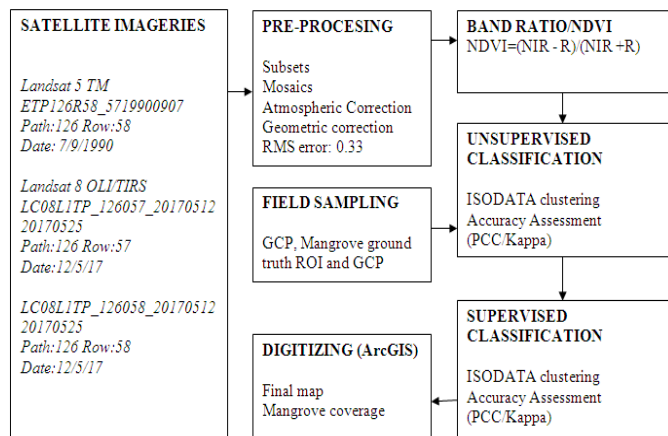 SATELLITE IMAGERIES
Landsat 5 TM
ETP126R58_5719900907
Path:126 Row:58
Date: 7/9/1990
Landsat 8 OLI/TIRS
LC08L1TP_126057_20170512
20170525
Path:126 Row:57
Date:12/5/17
LC08L1TP_126058_20170512
20170525
Path:126 Row:58
Date:12/5/17
PRE-PROCESING
Subsets
Mosaics
Atmospheric Correction
Geometric correction
RMS error: 0.33
BAND RATIO/NDVI
NDVI=(NIR - R)/(NIR +R)
FIELD SAMPLING
GCP, Mangrove ground
truth ROI and GCP
UNSUPERVISED
CLASSIFICATION
ISODATA clustering
Accuracy Assessment
(PCC/Kappa)
SUPERVISED
CLASSIFICATION
ISODATA clustering
Accuracy Assessment
(PCC/Kappa)
DIGITIZING (ArcGIS)
Final map
Mangrove coverage